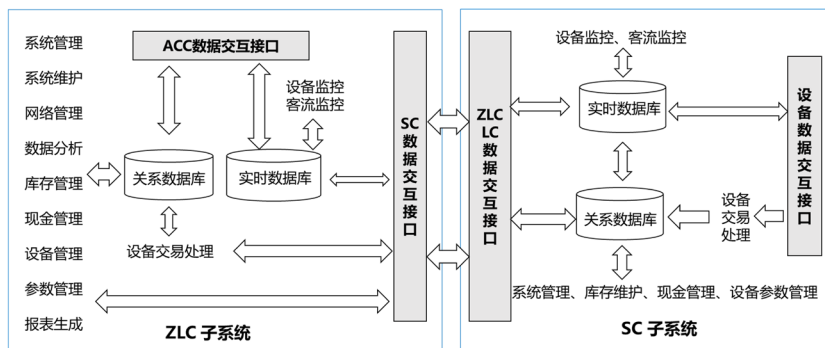 系统管理
系统维护
网络管理
数据分析
库存管理
现金管理
设备管理
参数管理
报表生成
ACC数据交互接口
设备监控
客流监控
关系数据库
实时数据库
设备交易处理
SC数据交互接口
ZLC 子系统
ZLC
LC数据交互接口
设备监控、客流监控
实时数据库
关系数据库
设备
交易
处理
设备数据交互接口
系统管理、库存维护、现金管理、设备参数管理
SC 子系统